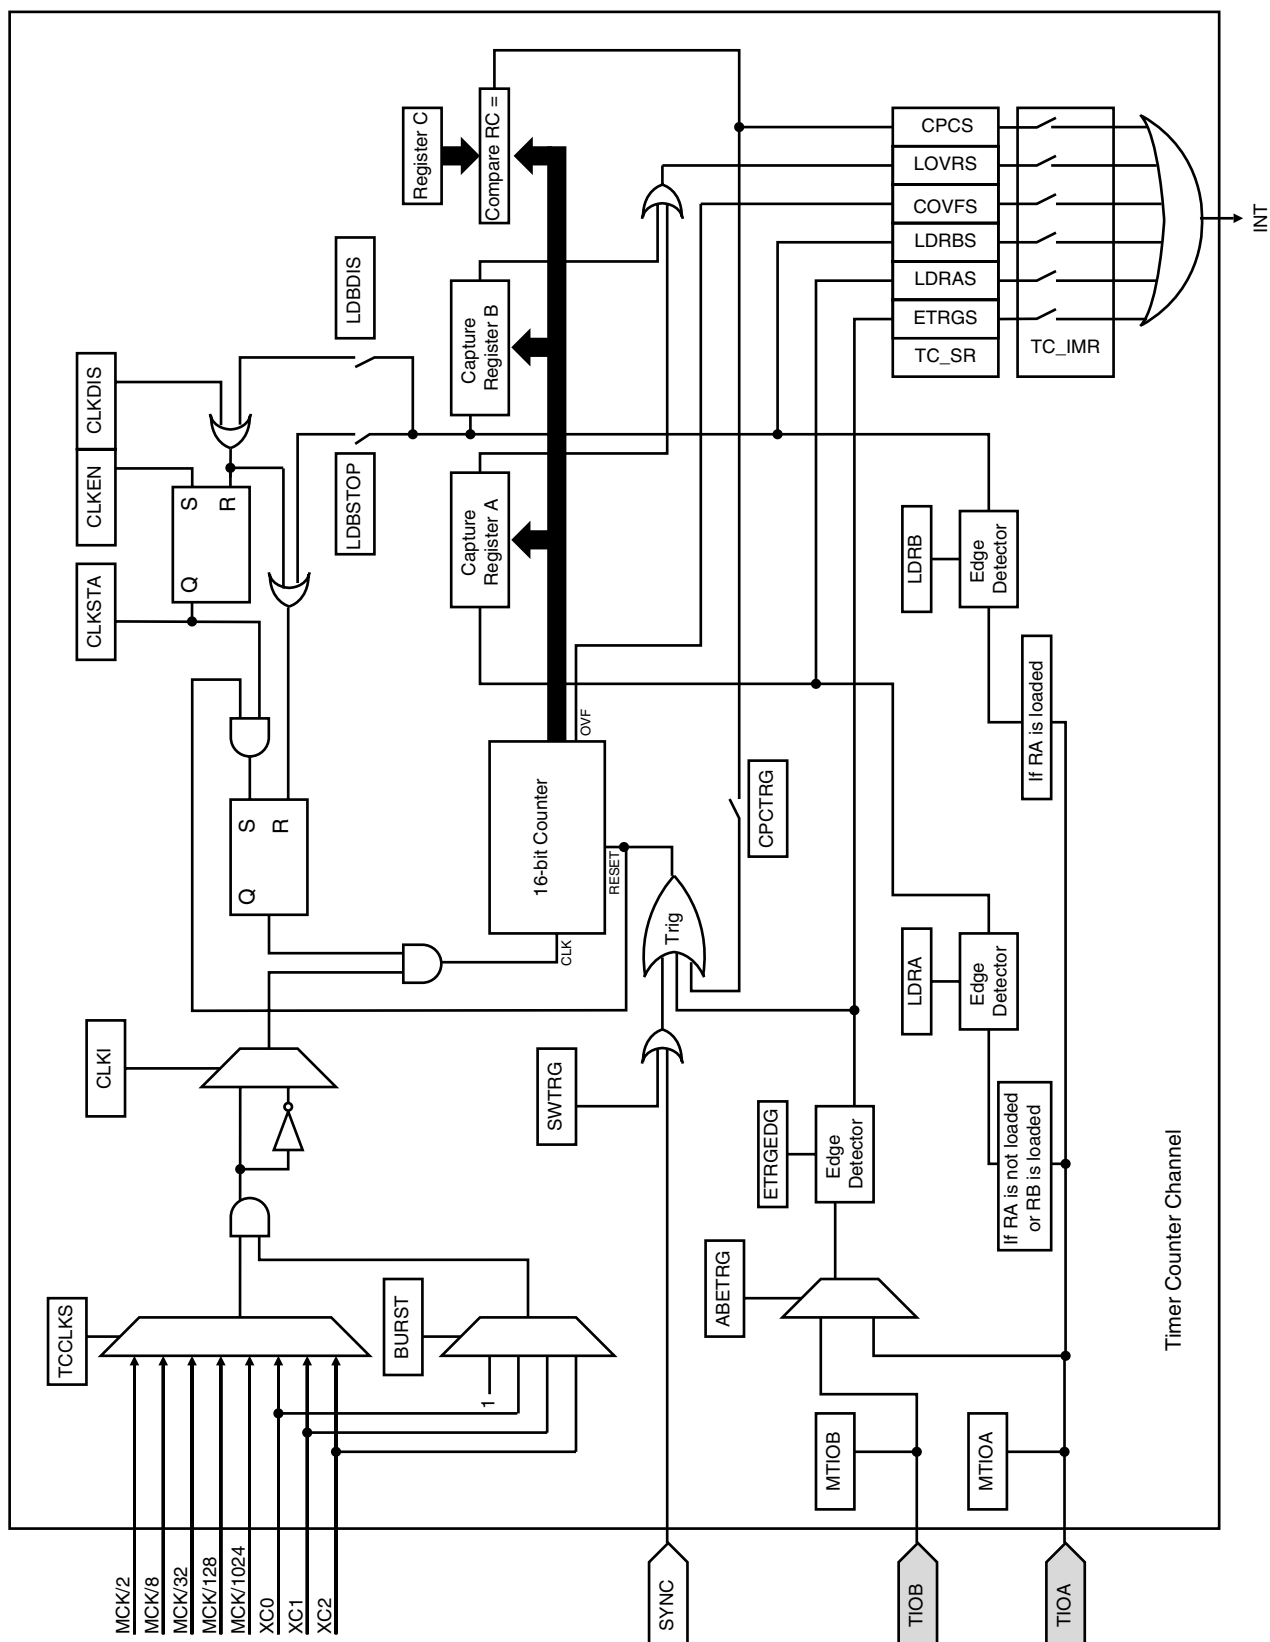 MCK/2
MCK/8
MCK/32
MCK/128
MCK/1024
XC0
XC1
XC2
TCCLKS
CLKI
CLKSTA
CLKEN
CLKDIS
Q
S
R
Q
S
R
LDBSTOP
LDBDIS
BURST
1
Register C
Compare RC =
Capture
Register A
Capture
Register B
16-bit Counter
CLK
RESET
OVF
SWTRG
Trig
CPCTRG
SYNC
ABETRG
ETRGEDG
Edge
Detector
MTIOB
TIOB
MTIOA
TIOA
LDRA
Edge
Detector
If RA is not loaded
or RB is loaded
LDRB
Edge
Detector
If RA is loaded
CPCS
LOVRS
COVFS
LDRBS
LDRAS
ETRGS
TC_SR
TC_IMR
INT
Timer Counter Channel